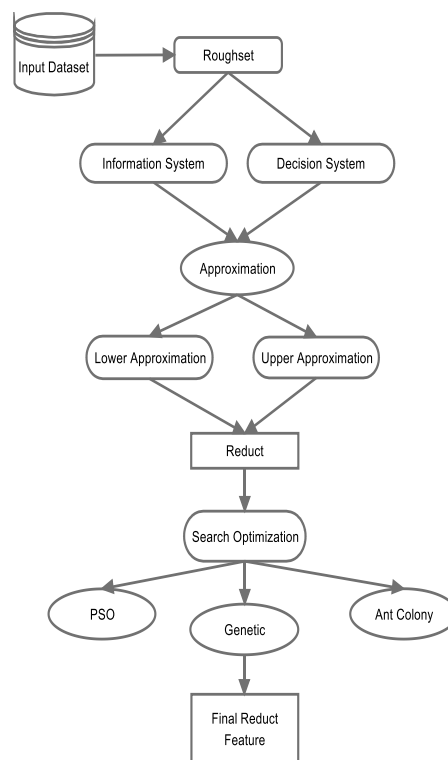 Input Dataset
Roughset
Information System
Decision System
Approximation
Lower Approximation
Upper Approximation
Reduct
Search Optimization
PSO
Genetic
Ant Colony
Final Reduct
Feature